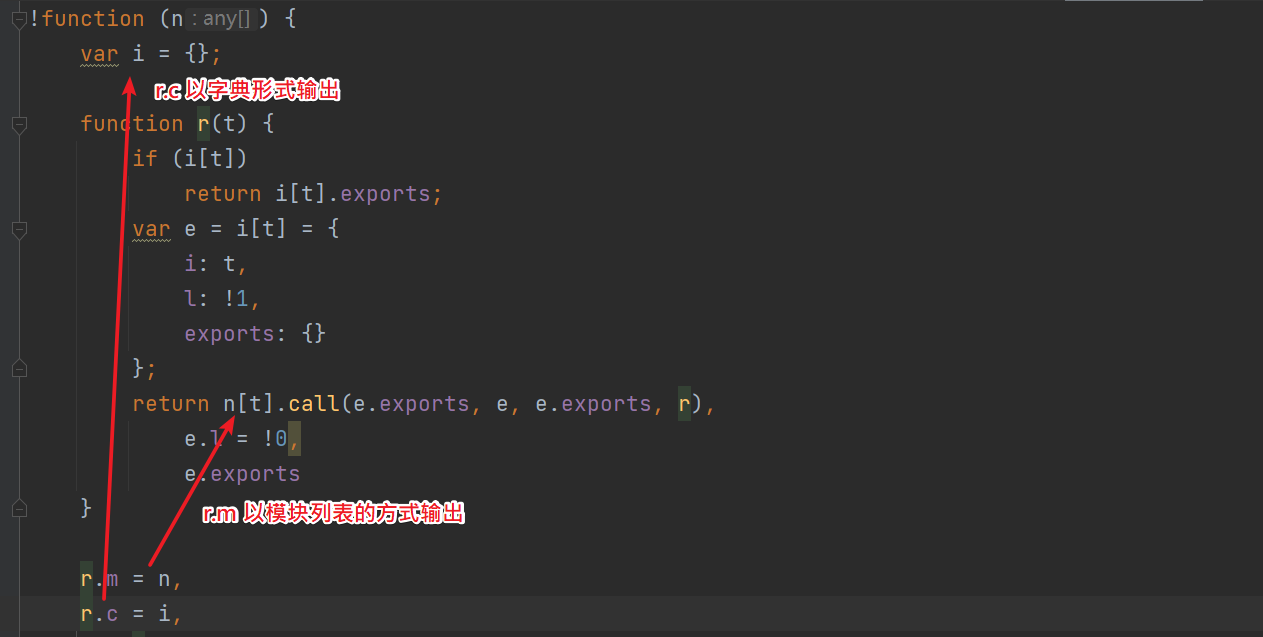 !function (n : any[] ) {
var i = {};
r.c 以字典形式输出
function r(t) {
if (i[t])
return i[t].exports;
var e = i[t] = {
i: t,
l: !1,
exports: {}
};
return n[t].call(e.exports, e, e.exports, r),
e.l = !0,
e.exports
r.m 以模块列表的方式输出
}
r.m = n,
r.c = i,